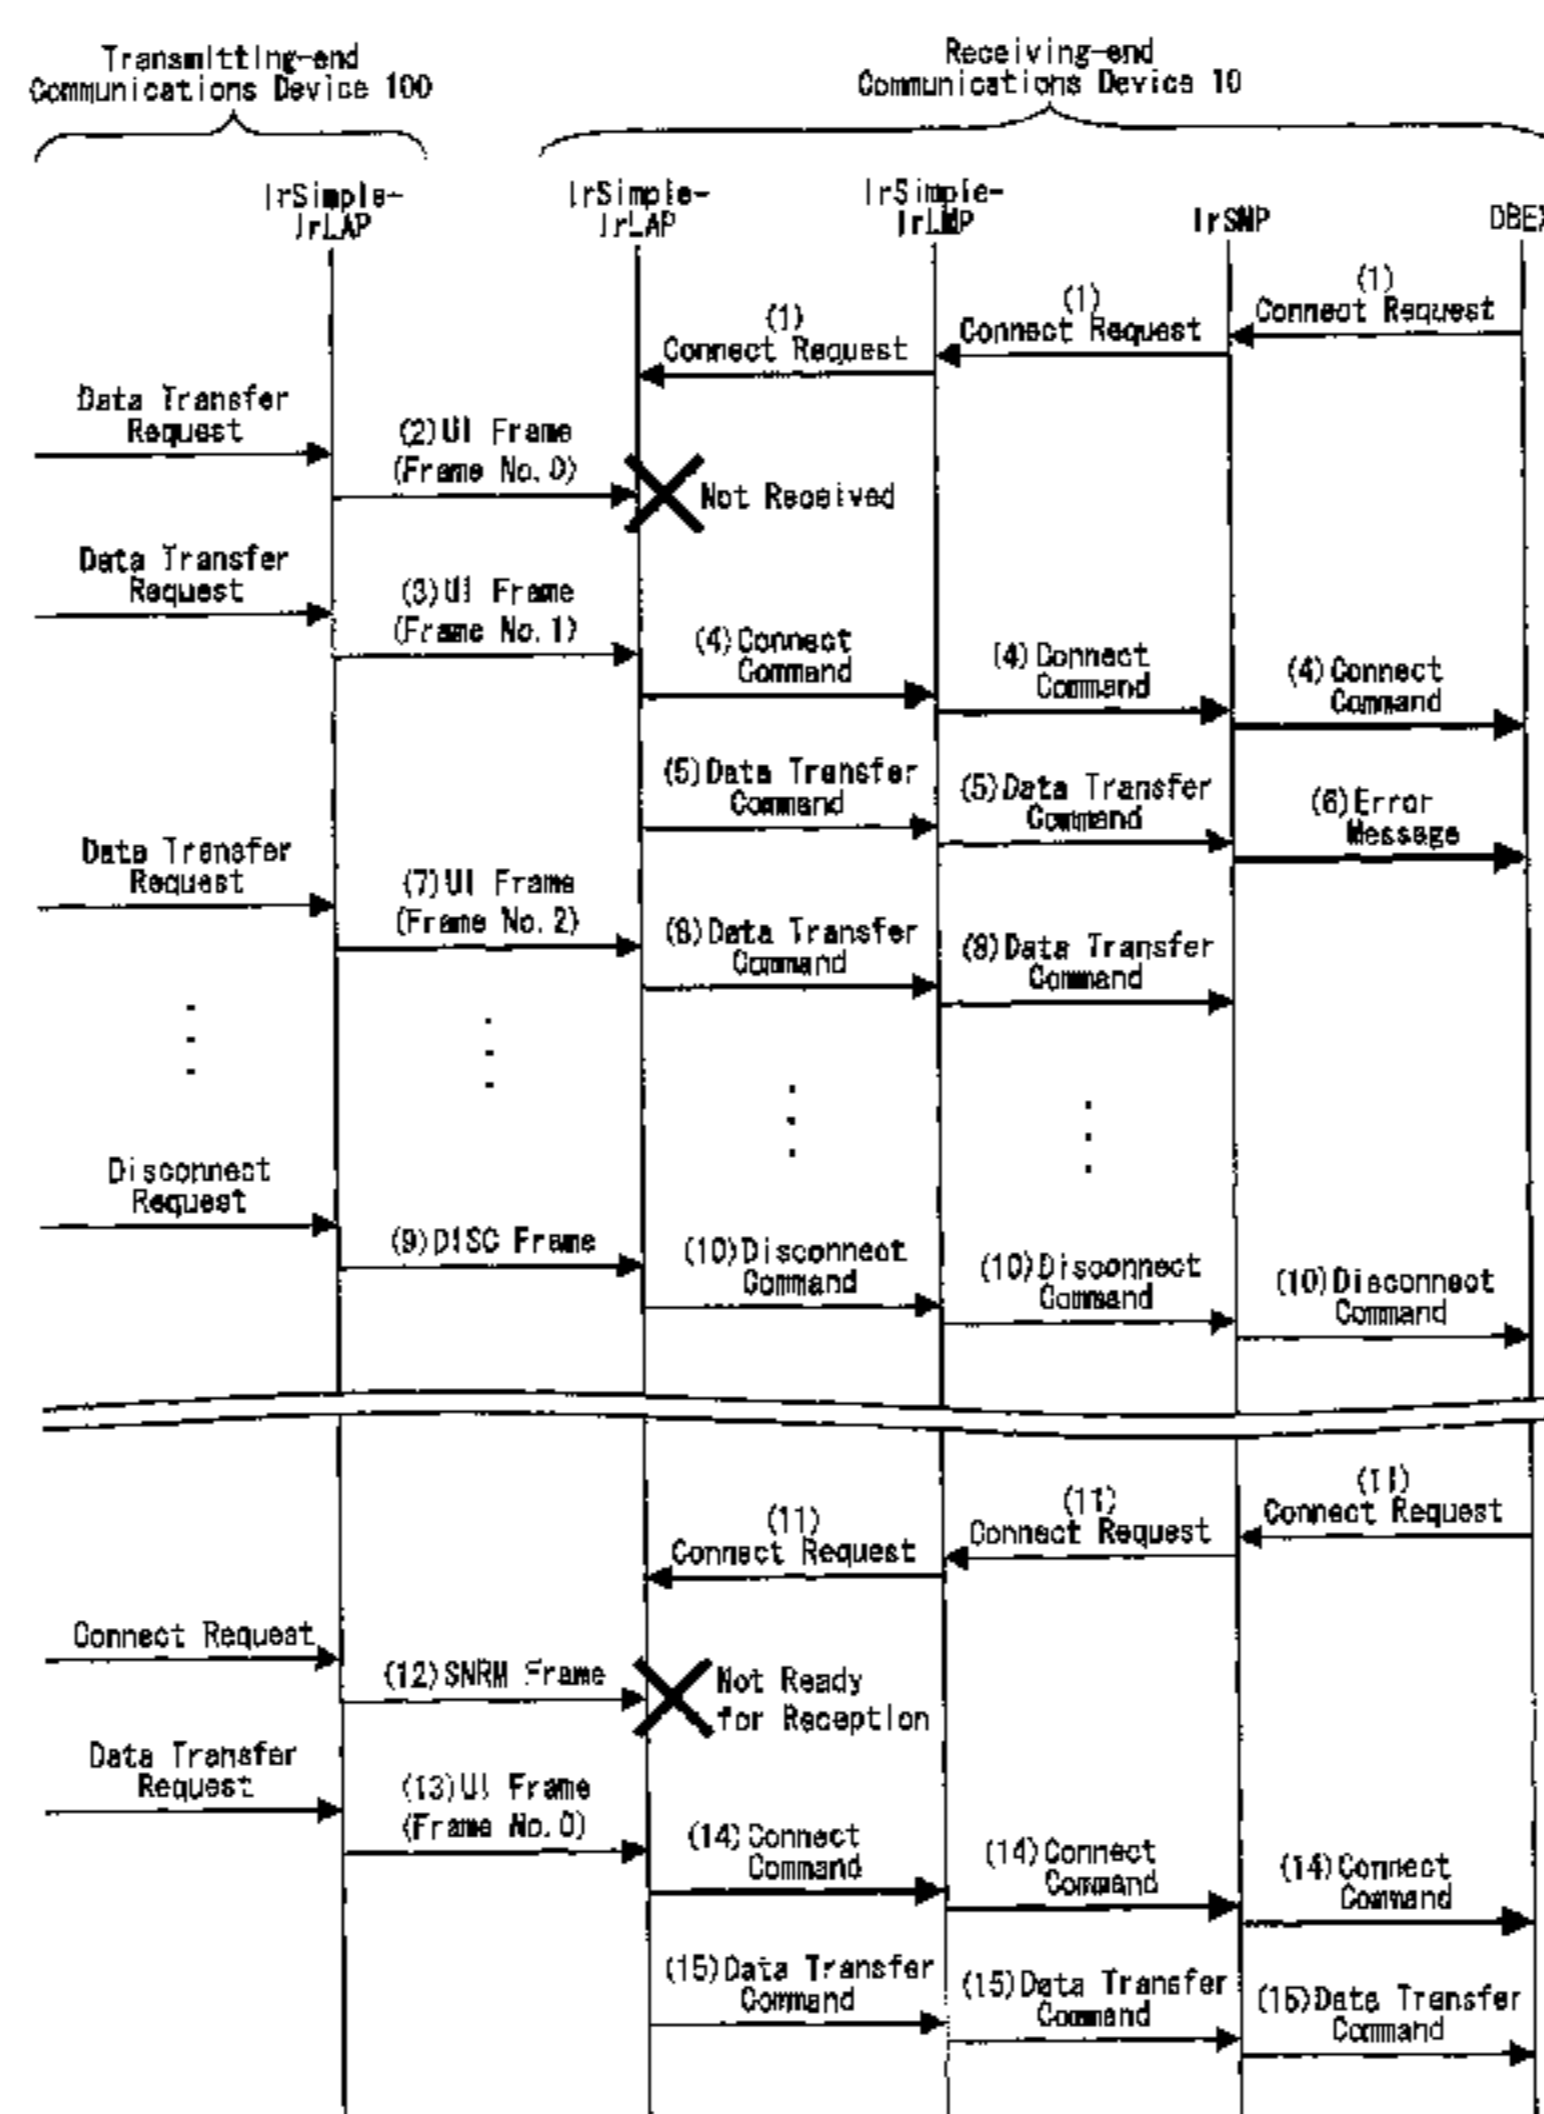 Transmitting-end
Communications Device 100
Receiving-end
Communications Device 10
IrSimple-
IrLAP
IrSimple-
IrLAP
IrSimple-
IrLMP
IrSMP
OBEX
(1)
Connect Request
(1)
Connect Request
(1)
Connect Request
Data Transfer
Request
(2)UI Frame
(Frame No.0)
Not Received
Data Transfer
Request
(3)UI Frame
(Frame No.1)
(4)Connect
Command
(4)Connect
Command
(4)Connect
Command
(5)Data Transfer
Command
(5)Data Transfer
Command
(6)Error
Message
Data Transfer
Request
(7)UI Frame
(Frame No.2)
(8)Data Transfer
Command
(8)Data Transfer
Command
Disconnect
Request
(9)DISC Frame
(10)Disconnect
Command
(10)Disconnect
Command
(10)Disconnect
Command
(11)
Connect Request
(11)
Connect Request
(11)
Connect Request
Connect Request
(12)SNRM Frame
Not Ready
for Reception
Data Transfer
Request
(13)UI Frame
(Frame No.0)
(14)Connect
Command
(14)Connect
Command
(14)Connect
Command
(15)Data Transfer
Command
(15)Data Transfer
Command
(15)Data Transfer
Command